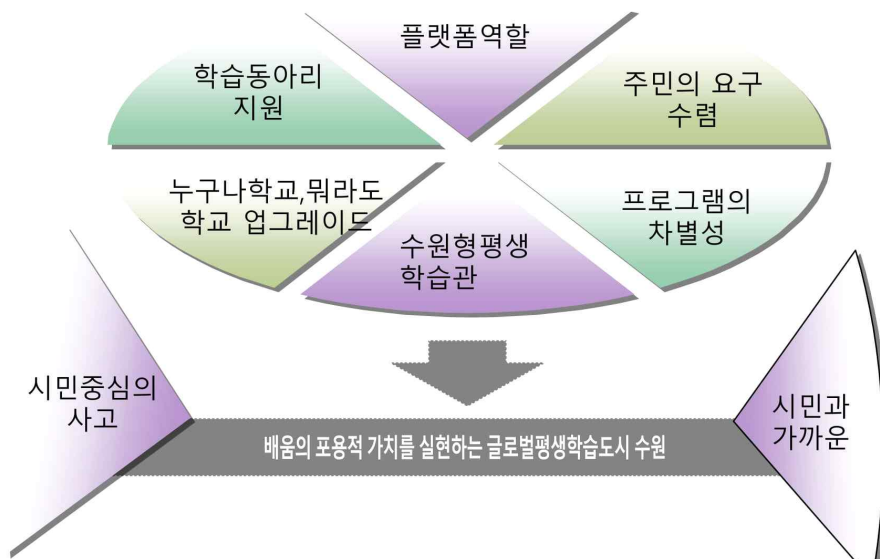 플랫폼역할
학습동아리
지원
주민의 요구
수렴
누구나학교,뭐라도
학교 업그레이드
수원형평생
학습관
프로그램의
차별성
시민중심의
사고
배움의 포용적 가치를 실현하는 글로벌평생학습도시 수원
시민과
가까운